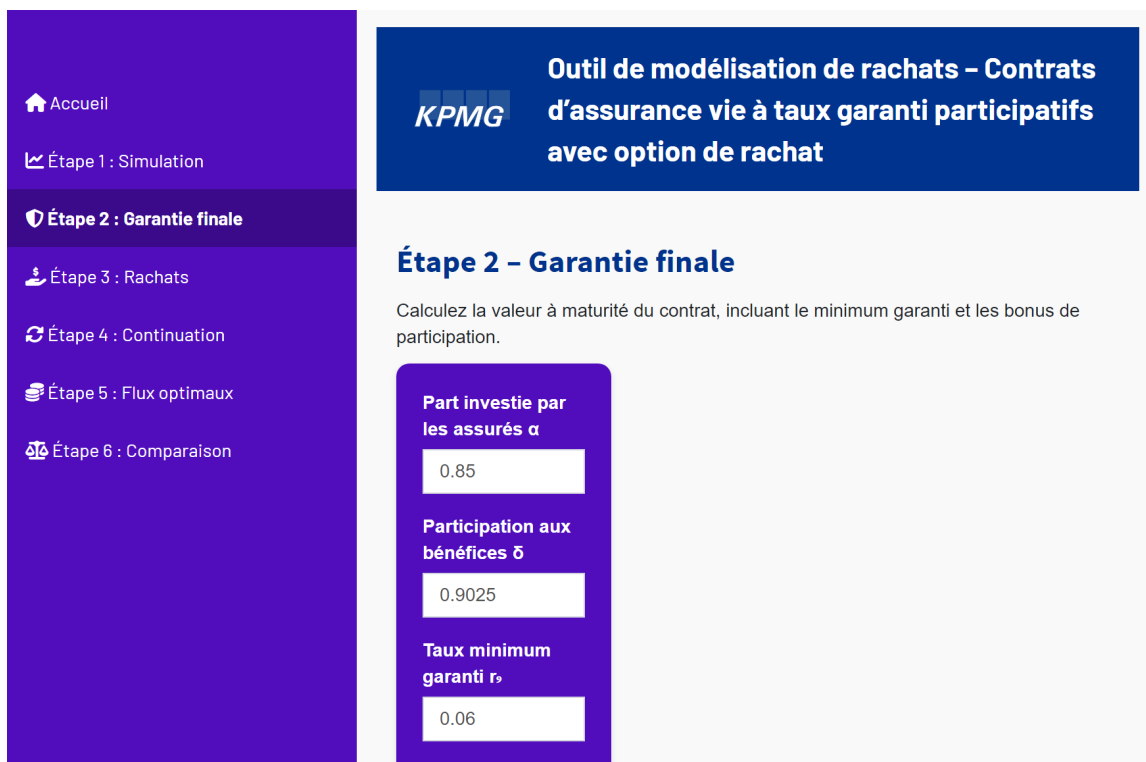 Accueil
Étape 1 : Simulation
Étape 2 : Garantie finale
Étape 3 : Rachats
Étape 4 : Continuation
Étape 5 : Flux optimaux
Étape 6 : Comparaison
KPMG
Outil de modélisation de rachats – Contrats
d’assurance vie à taux garanti participatifs
avec option de rachat
Étape 2 – Garantie finale
Calculez la valeur à maturité du contrat, incluant le minimum garanti et les bonus de
participation.
Part investie par
les assurés α
0.85
Participation aux
bénéfices δ
0.9025
Taux minimum
garanti r₉
0.06